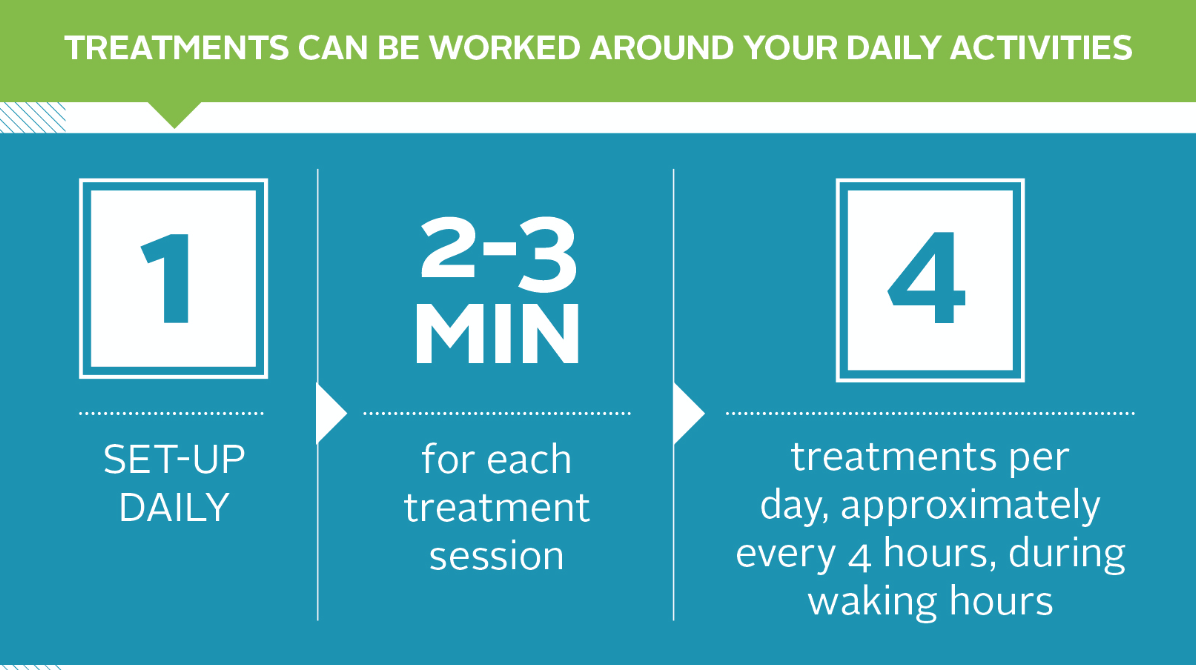 TREATMENTS CAN BE WORKED AROUND YOUR DAILY ACTIVITIES
1
SET-UP
DAILY
2-3
MIN
for each
treatment
session
4
treatments per
day, approximately
every 4 hours, during
waking hours